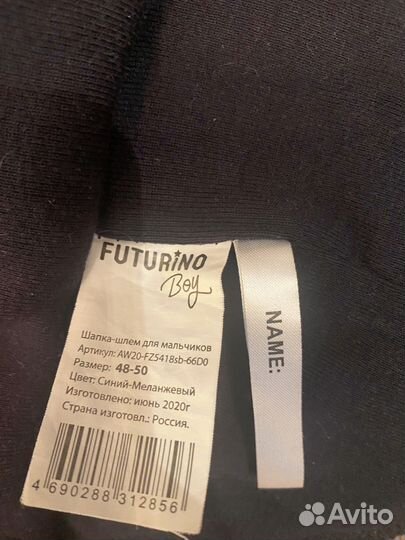 FUTURINO
Boy
Шапка-шлем для мальчиков
Артикул: AW20-FZ5418sb-66D0
Размер: 48-50
Цвет: Синий-Меланжевый
Изготовлено: июнь 2020г
Страна изготовл.: Россия.
4 690288 312856
NAME:
Avito